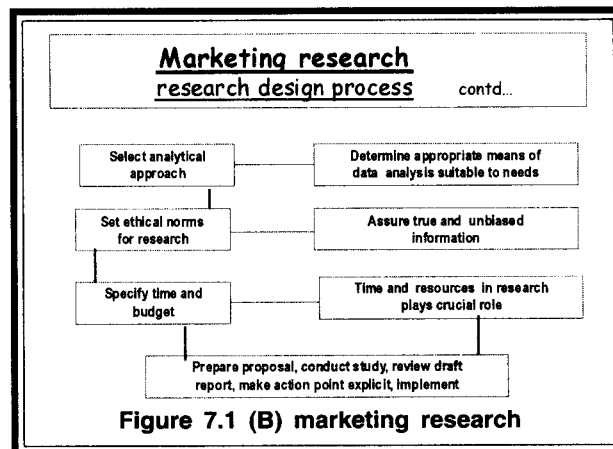 Marketing research
research design process contd...
Select analytical
approach
Determine appropriate means of
data analysis suitable to needs
Set ethical norms
for research
Assure true and unbiased
information
Specify time and
budget
Time and resources in research
plays crucial role
Prepare proposal, conduct study, review draft
report, make action point explicit, implement
Figure 7.1 (B) marketing research